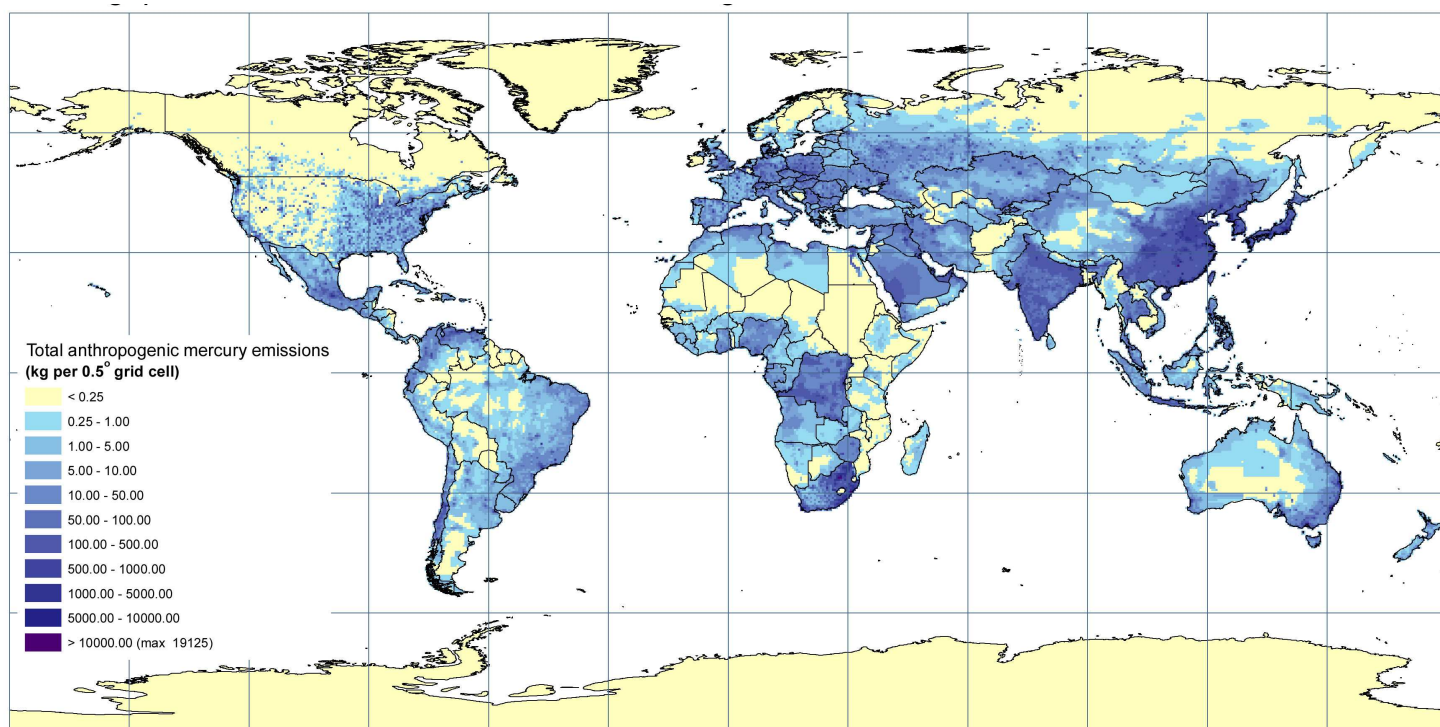 Total anthropogenic mercury emissions
(kg per 0.5° grid cell)
< 0.25
0.25 - 1.00
1.00 - 5.00
5.00 - 10.00
10.00 - 50.00
50.00 - 100.00
100.00 - 500.00
500.00 - 1000.00
1000.00 - 5000.00
5000.00 - 10000.00
> 10000.00 (max 19125)